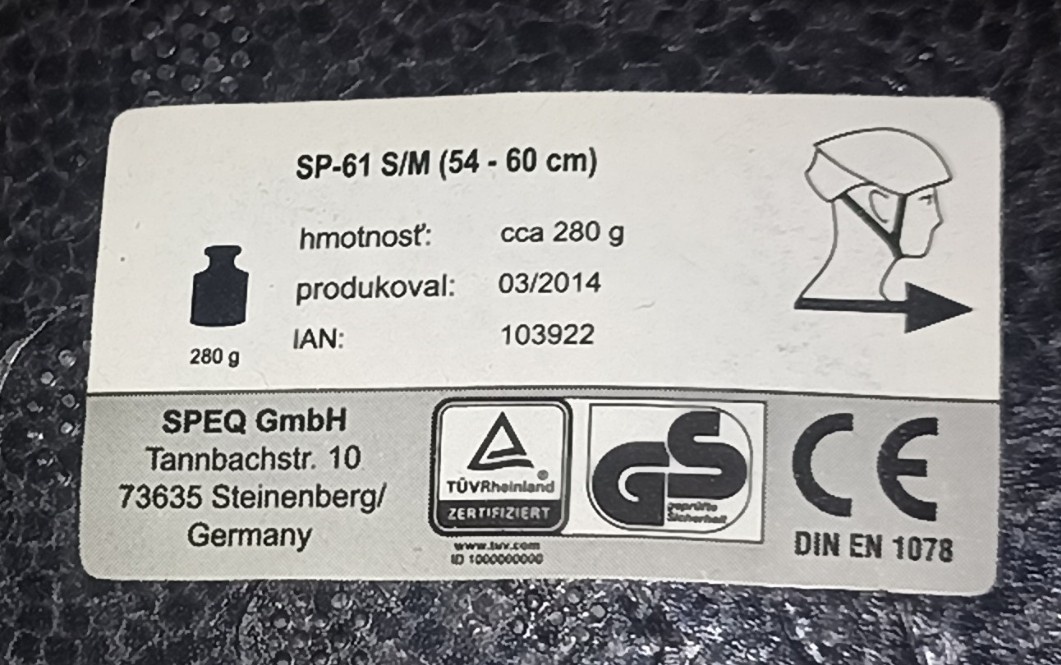 SP-61 S/M (54 - 60 cm)
hmotnosť: cca 280 g
produkoval: 03/2014
IAN: 103922
280 g
SPEQ GmbH
Tannbachstr. 10
73635 Steinenberg/
Germany
TÜVRheinland®
ZERTIFIZIERT
www.tuv.com
ID 1000000000
GS
geprüfte
Sicherheit
CE
DIN EN 1078